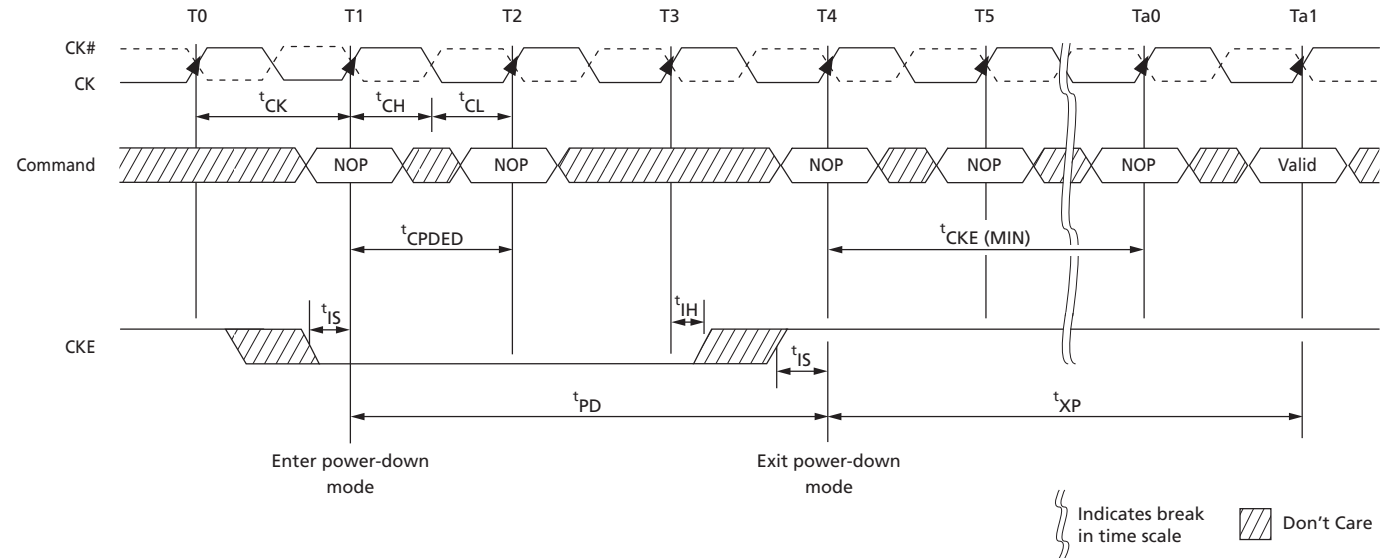 T0 T1 T2 T3 T4 T5 Ta0 Ta1
CK#
CK
tCK tCH tCL
Command NOP NOP NOP NOP NOP Valid
tCPDED tCKE (MIN)
tIS tIH
CKE
tIS
tPD tXP
Enter power-down
mode
Exit power-down
mode
Indicates break
in time scale
Don't Care